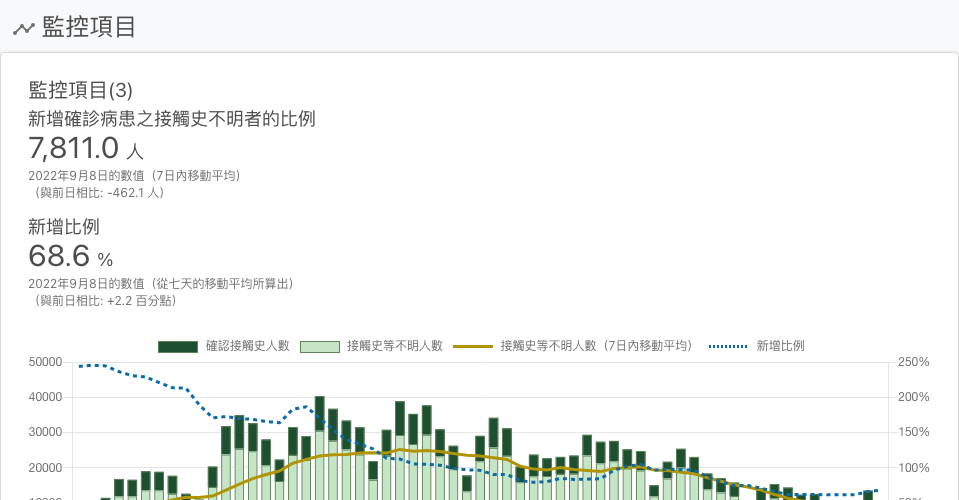 監控項目
監控項目(3)
新增確診病患之接觸史不明者的比例
7,811.0 人
2022年9月8日的數值（7日內移動平均）
（與前日相比: -462.1 人）
新增比例
68.6 %
2022年9月8日的數值（從七天的移動平均所算出）
（與前日相比: +2.2 百分點）
確認接觸史人數 接觸史等不明人數 接觸史等不明人數（7日內移動平均） 新增比例
50000 250%
40000 200%
30000 150%
20000 100%